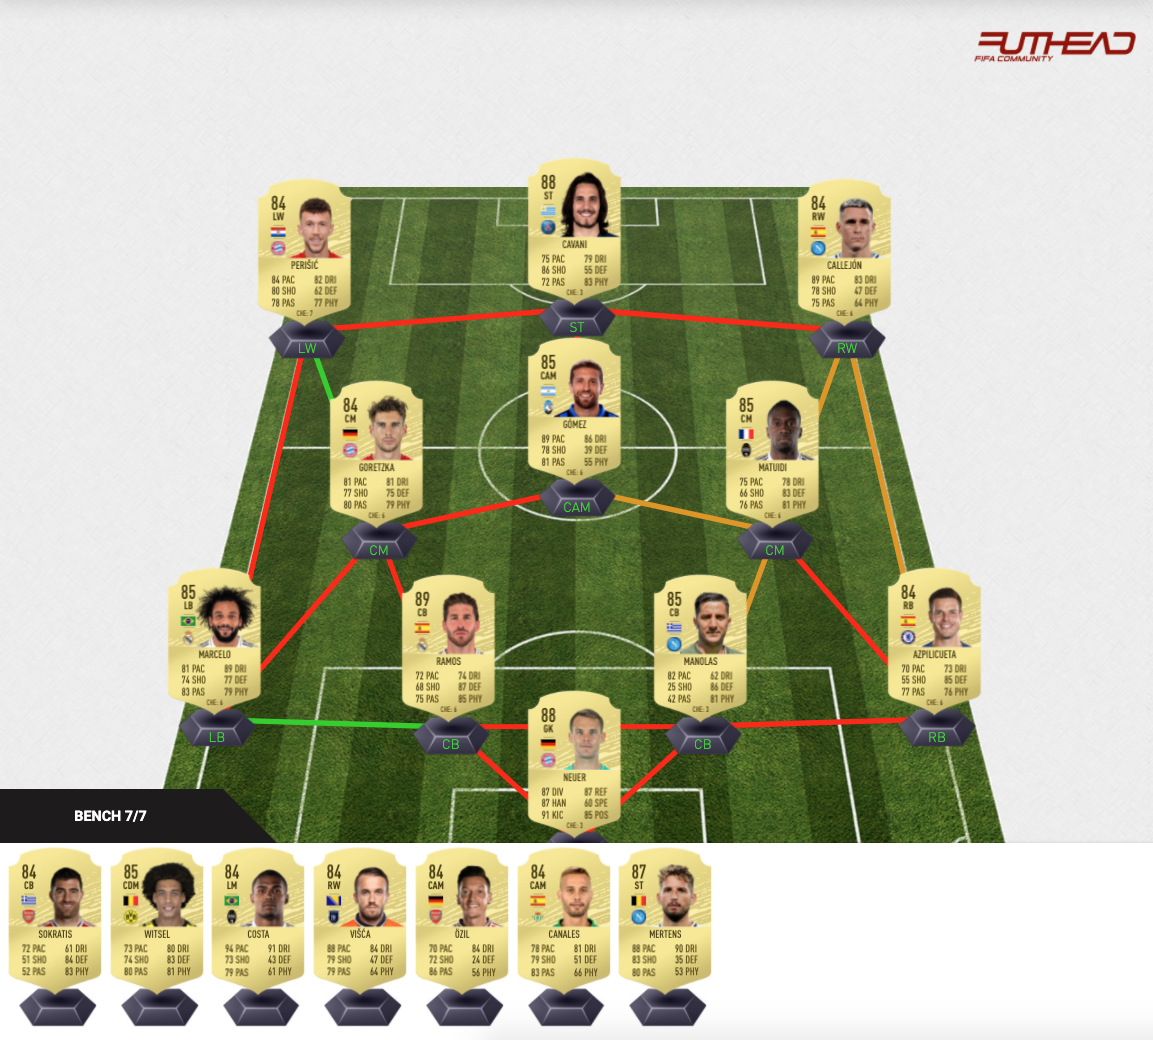 FUTHEAD
FIFA COMMUNITY
88
ST
CAVANI
75 PAC 79 DRI
86 SHO 55 DEF
72 PAS 83 PHY
CHE: 3
84
LW
PERIŠIĆ
84 PAC 82 DRI
80 SHO 62 DEF
78 PAS 77 PHY
CHE: 7
84
RW
CALLEJÓN
89 PAC 83 DRI
78 SHO 47 DEF
75 PAS 64 PHY
CHE: 6
LW
ST
RW
85
CAM
GÓMEZ
89 PAC 86 DRI
78 SHO 39 DEF
81 PAS 55 PHY
CHE: 6
84
CM
GORETZKA
81 PAC 81 DRI
77 SHO 75 DEF
80 PAS 79 PHY
CHE: 6
85
CM
MATUIDI
75 PAC 78 DRI
66 SHO 83 DEF
76 PAS 81 PHY
CHE: 6
CAM
CM
CM
85
LB
MARCELO
81 PAC 89 DRI
74 SHO 77 DEF
83 PAS 79 PHY
CHE: 6
89
CB
RAMOS
72 PAC 74 DRI
68 SHO 87 DEF
75 PAS 85 PHY
CHE: 6
85
CB
MANOLAS
82 PAC 62 DRI
25 SHO 86 DEF
42 PAS 81 PHY
CHE: 3
84
RB
AZPILICUETA
70 PAC 73 DRI
55 SHO 85 DEF
77 PAS 76 PHY
CHE: 6
LB
CB
CB
RB
88
GK
NEUER
87 DIV 87 REF
87 HAN 60 SPE
91 KIC 85 POS
CHE: 3
BENCH 7/7
84
CB
SOKRATIS
72 PAC 61 DRI
51 SHO 84 DEF
52 PAS 83 PHY
85
CDM
WITSEL
73 PAC 80 DRI
74 SHO 83 DEF
80 PAS 81 PHY
84
LM
COSTA
94 PAC 91 DRI
73 SHO 43 DEF
79 PAS 61 PHY
84
RW
VIŠĆA
88 PAC 84 DRI
79 SHO 47 DEF
79 PAS 64 PHY
84
CAM
ÖZIL
70 PAC 84 DRI
72 SHO 24 DEF
86 PAS 56 PHY
84
CAM
CANALES
78 PAC 81 DRI
79 SHO 51 DEF
83 PAS 66 PHY
87
ST
MERTENS
88 PAC 90 DRI
83 SHO 35 DEF
80 PAS 53 PHY